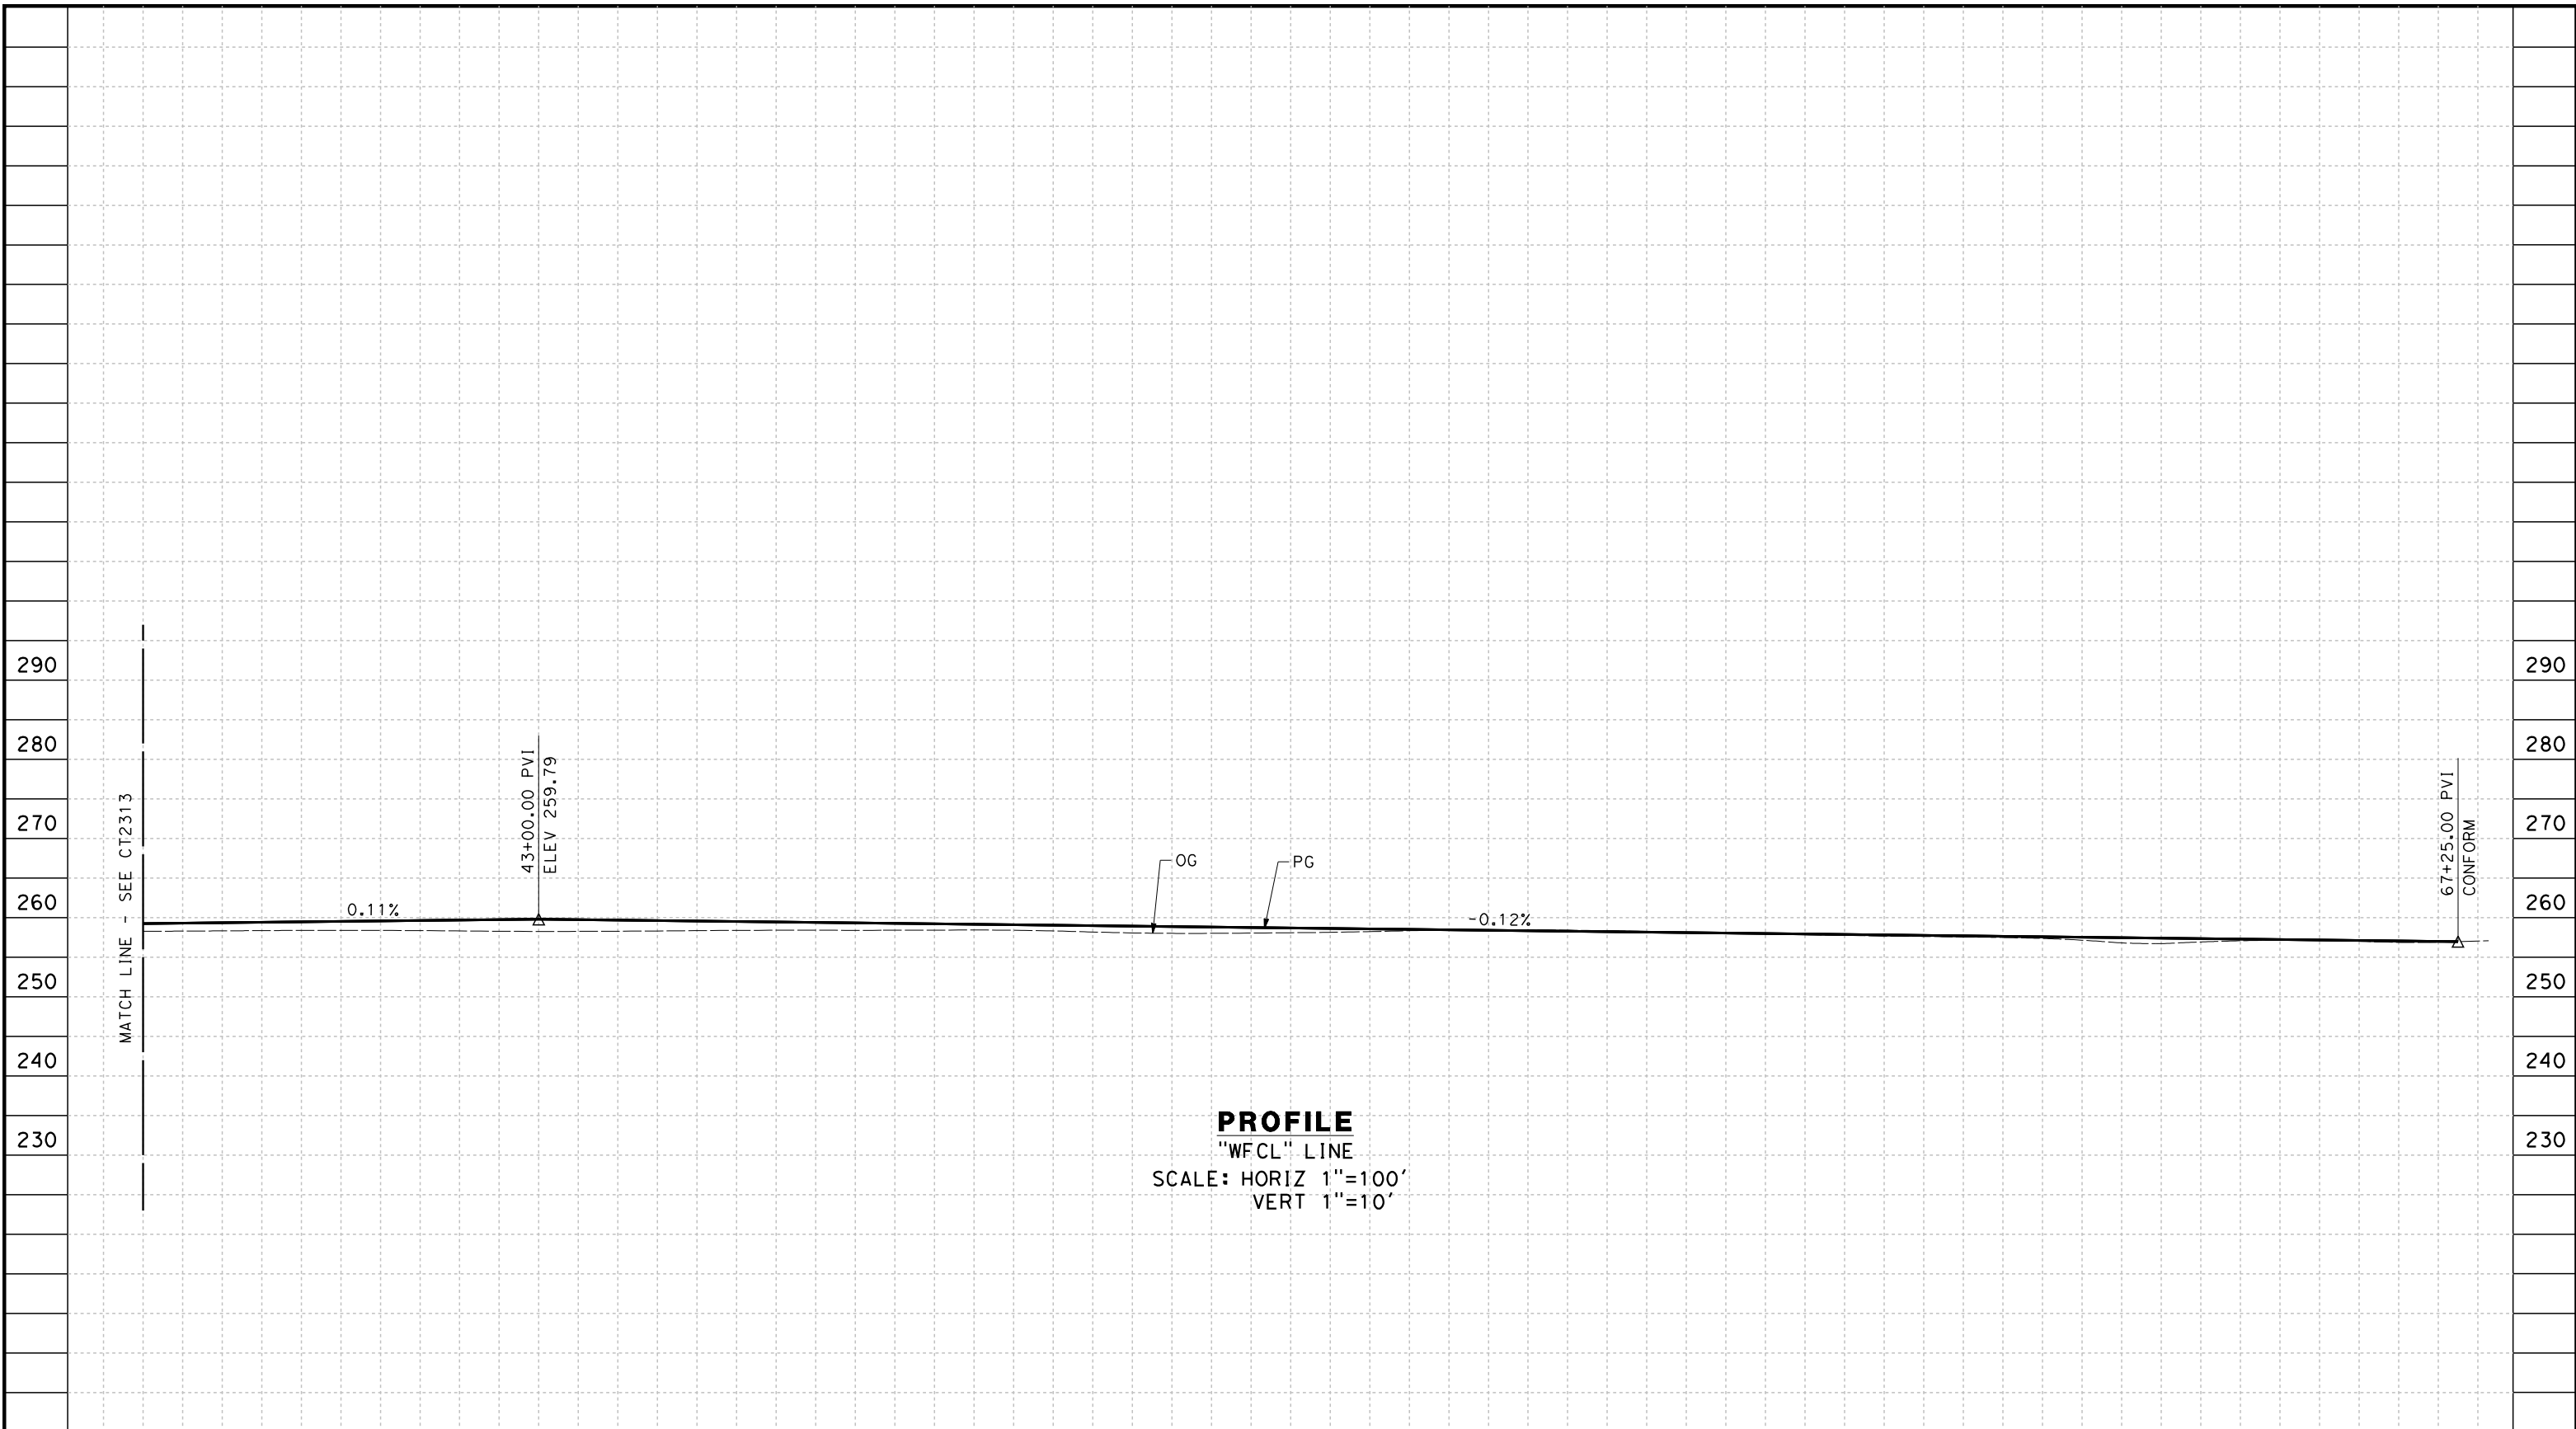 290
280
270
260
250
240
230
MATCH LINE - SEE CT2313
0.11%
43+00.00 PVI
ELEV 259.79
OG
PG
-0.12%
67+25.00 PVI
CONFORM
290
280
270
260
250
240
230
PROFILE
"WFCL" LINE
SCALE: HORIZ 1"=100'
VERT 1"=10'